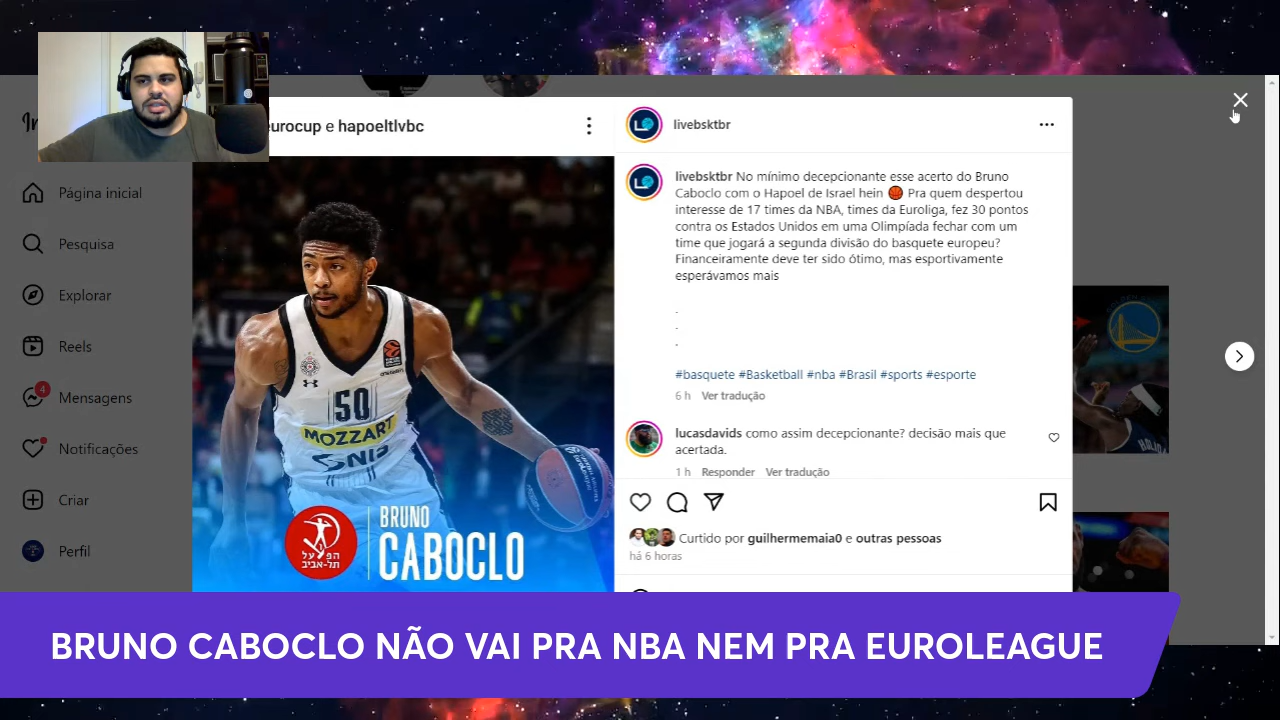 eurocup e hapoeltlvbc
livebsktbr
Página inicial
Pesquisa
Explorar
Reels
4
Mensagens
Notificações
Criar
Perfil
50
MOZZART
הפועל
תל-אביב
BRUNO
CABOCLO
livebsktbr No mínimo decepcionante esse acerto do Bruno
Caboclo com o Hapoel de Israel hein 🏀 Pra quem despertou
interesse de 17 times da NBA, times da Euroliga, fez 30 pontos
contra os Estados Unidos em uma Olimpíada fechar com um
time que jogará a segunda divisão do basquete europeu?
Financeiramente deve ter sido ótimo, mas esportivamente
esperávamos mais
.
.
.
#basquete #Basketball #nba #Brasil #sports #esporte
6 h Ver tradução
lucasdavids como assim decepcionante? decisão mais que
acertada.
1 h Responder Ver tradução
Curtido por guilhermemaia0 e outras pessoas
há 6 horas
BRUNO CABOCLO NÃO VAI PRA NBA NEM PRA EUROLEAGUE